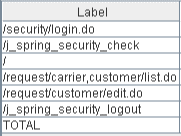 Label
/security/login.do
/j_spring_security_check
/
/request/carrier,customer/list.do
/request/customer/edit.do
/j_spring_security_logout
TOTAL